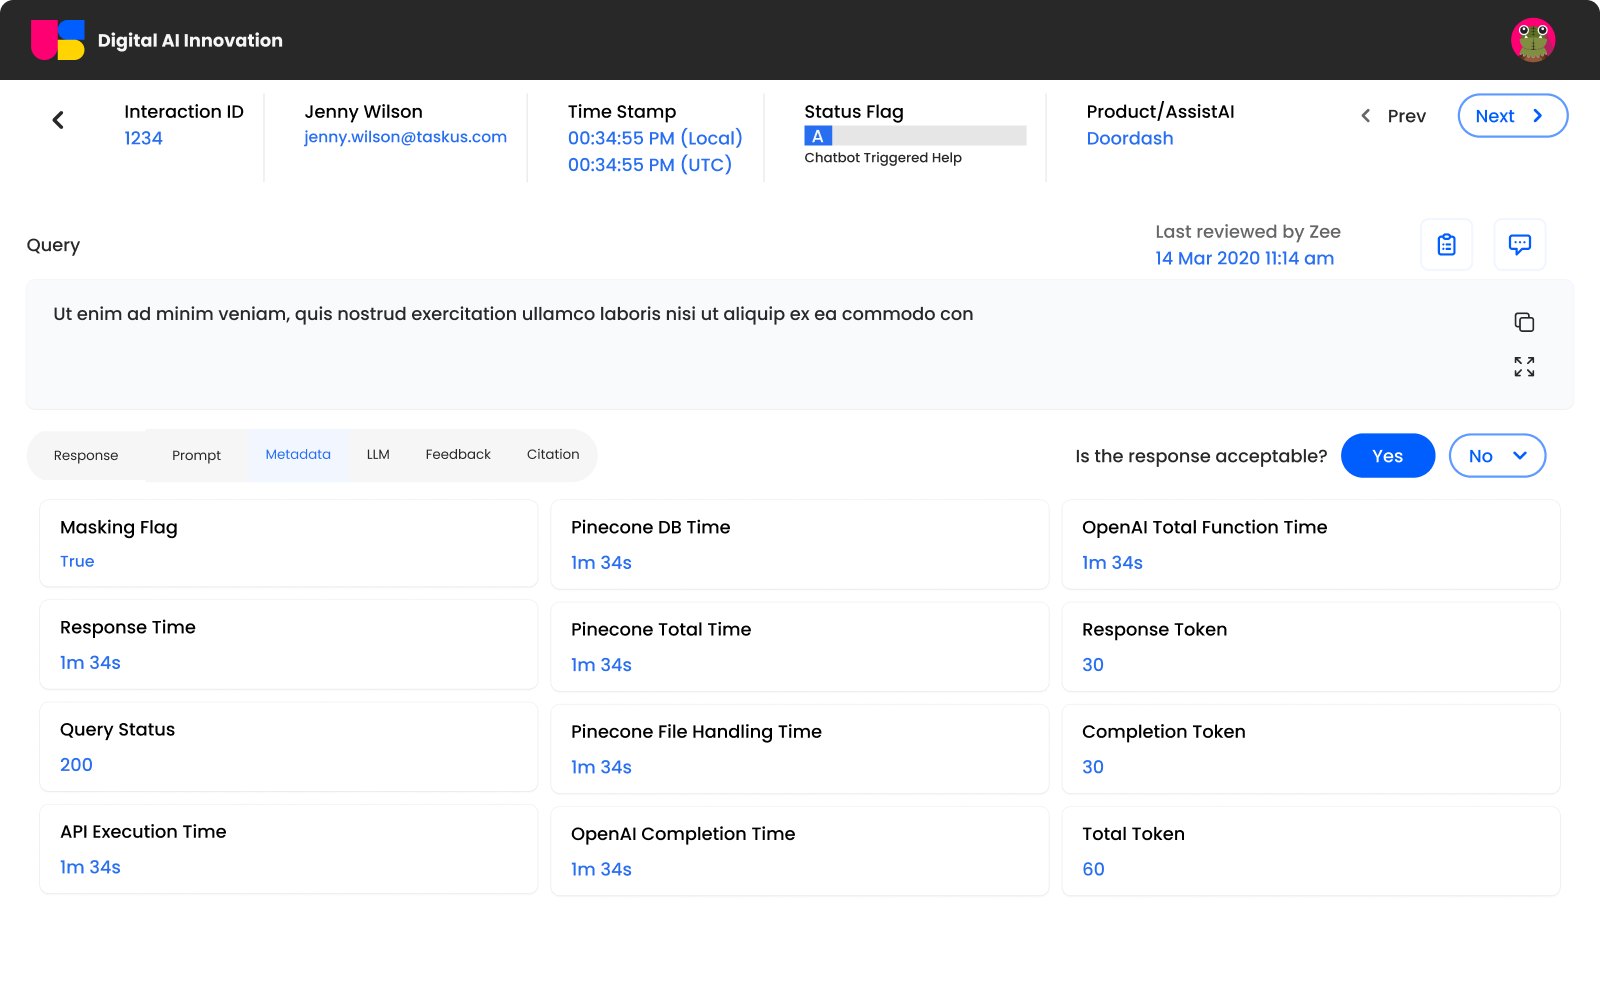 Digital AI Innovation
Interaction ID
1234
Jenny Wilson
jenny.wilson@taskus.com
Time Stamp
00:34:55 PM (Local)
00:34:55 PM (UTC)
Status Flag
A
Chatbot Triggered Help
Product/AssistAI
Doordash
Prev
Next
Query
Last reviewed by Zee
14 Mar 2020 11:14 am
Ut enim ad minim veniam, quis nostrud exercitation ullamco laboris nisi ut aliquip ex ea commodo con
Response Prompt Metadata LLM Feedback Citation
Is the response acceptable? Yes No
Masking Flag
True
Response Time
1m 34s
Query Status
200
API Execution Time
1m 34s
Pinecone DB Time
1m 34s
Pinecone Total Time
1m 34s
Pinecone File Handling Time
1m 34s
OpenAI Completion Time
1m 34s
OpenAI Total Function Time
1m 34s
Response Token
30
Completion Token
30
Total Token
60